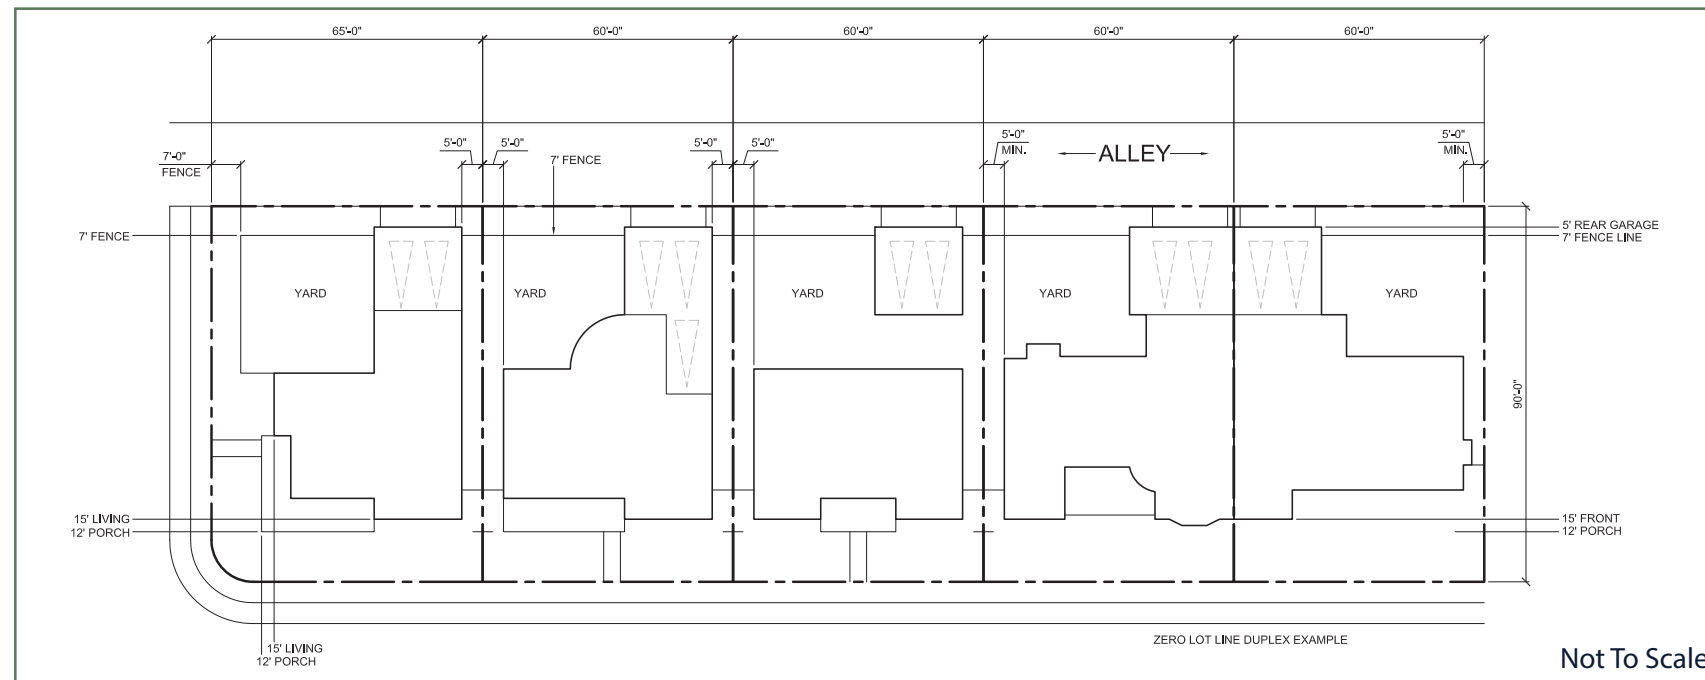 65'-0"
60'-0"
60'-0"
60'-0"
60'-0"
5'-0"
5'-0"
5'-0"
5'-0"
5'-0"
MIN.
ALLEY
5'-0"
MIN.
7'-0"
FENCE
7' FENCE
7' FENCE
5' REAR GARAGE
7' FENCE LINE
YARD
YARD
YARD
YARD
YARD
90'-0"
15' LIVING
12' PORCH
15' FRONT
12' PORCH
15' LIVING
12' PORCH
ZERO LOT LINE DUPLEX EXAMPLE
Not To Scale